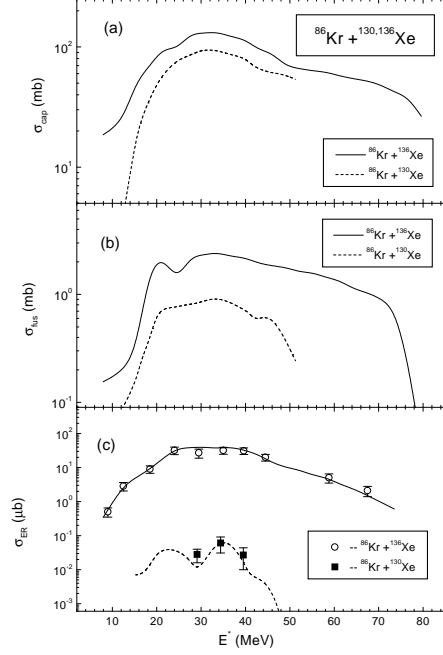 (a)
⁸⁶Kr + ¹³⁰,¹³⁶Xe
10²
10¹
σcap (mb)
⁸⁶Kr + ¹³⁶Xe
⁸⁶Kr + ¹³⁰Xe
(b)
⁸⁶Kr + ¹³⁶Xe
⁸⁶Kr + ¹³⁰Xe
10⁰
10⁻¹
σfus (mb)
(c)
10²
10¹
10⁰
10⁻¹
10⁻²
10⁻³
σER (μb)
⁸⁶Kr + ¹³⁶Xe
⁸⁶Kr + ¹³⁰Xe
10 20 30 40 50 60 70 80
E* (MeV)